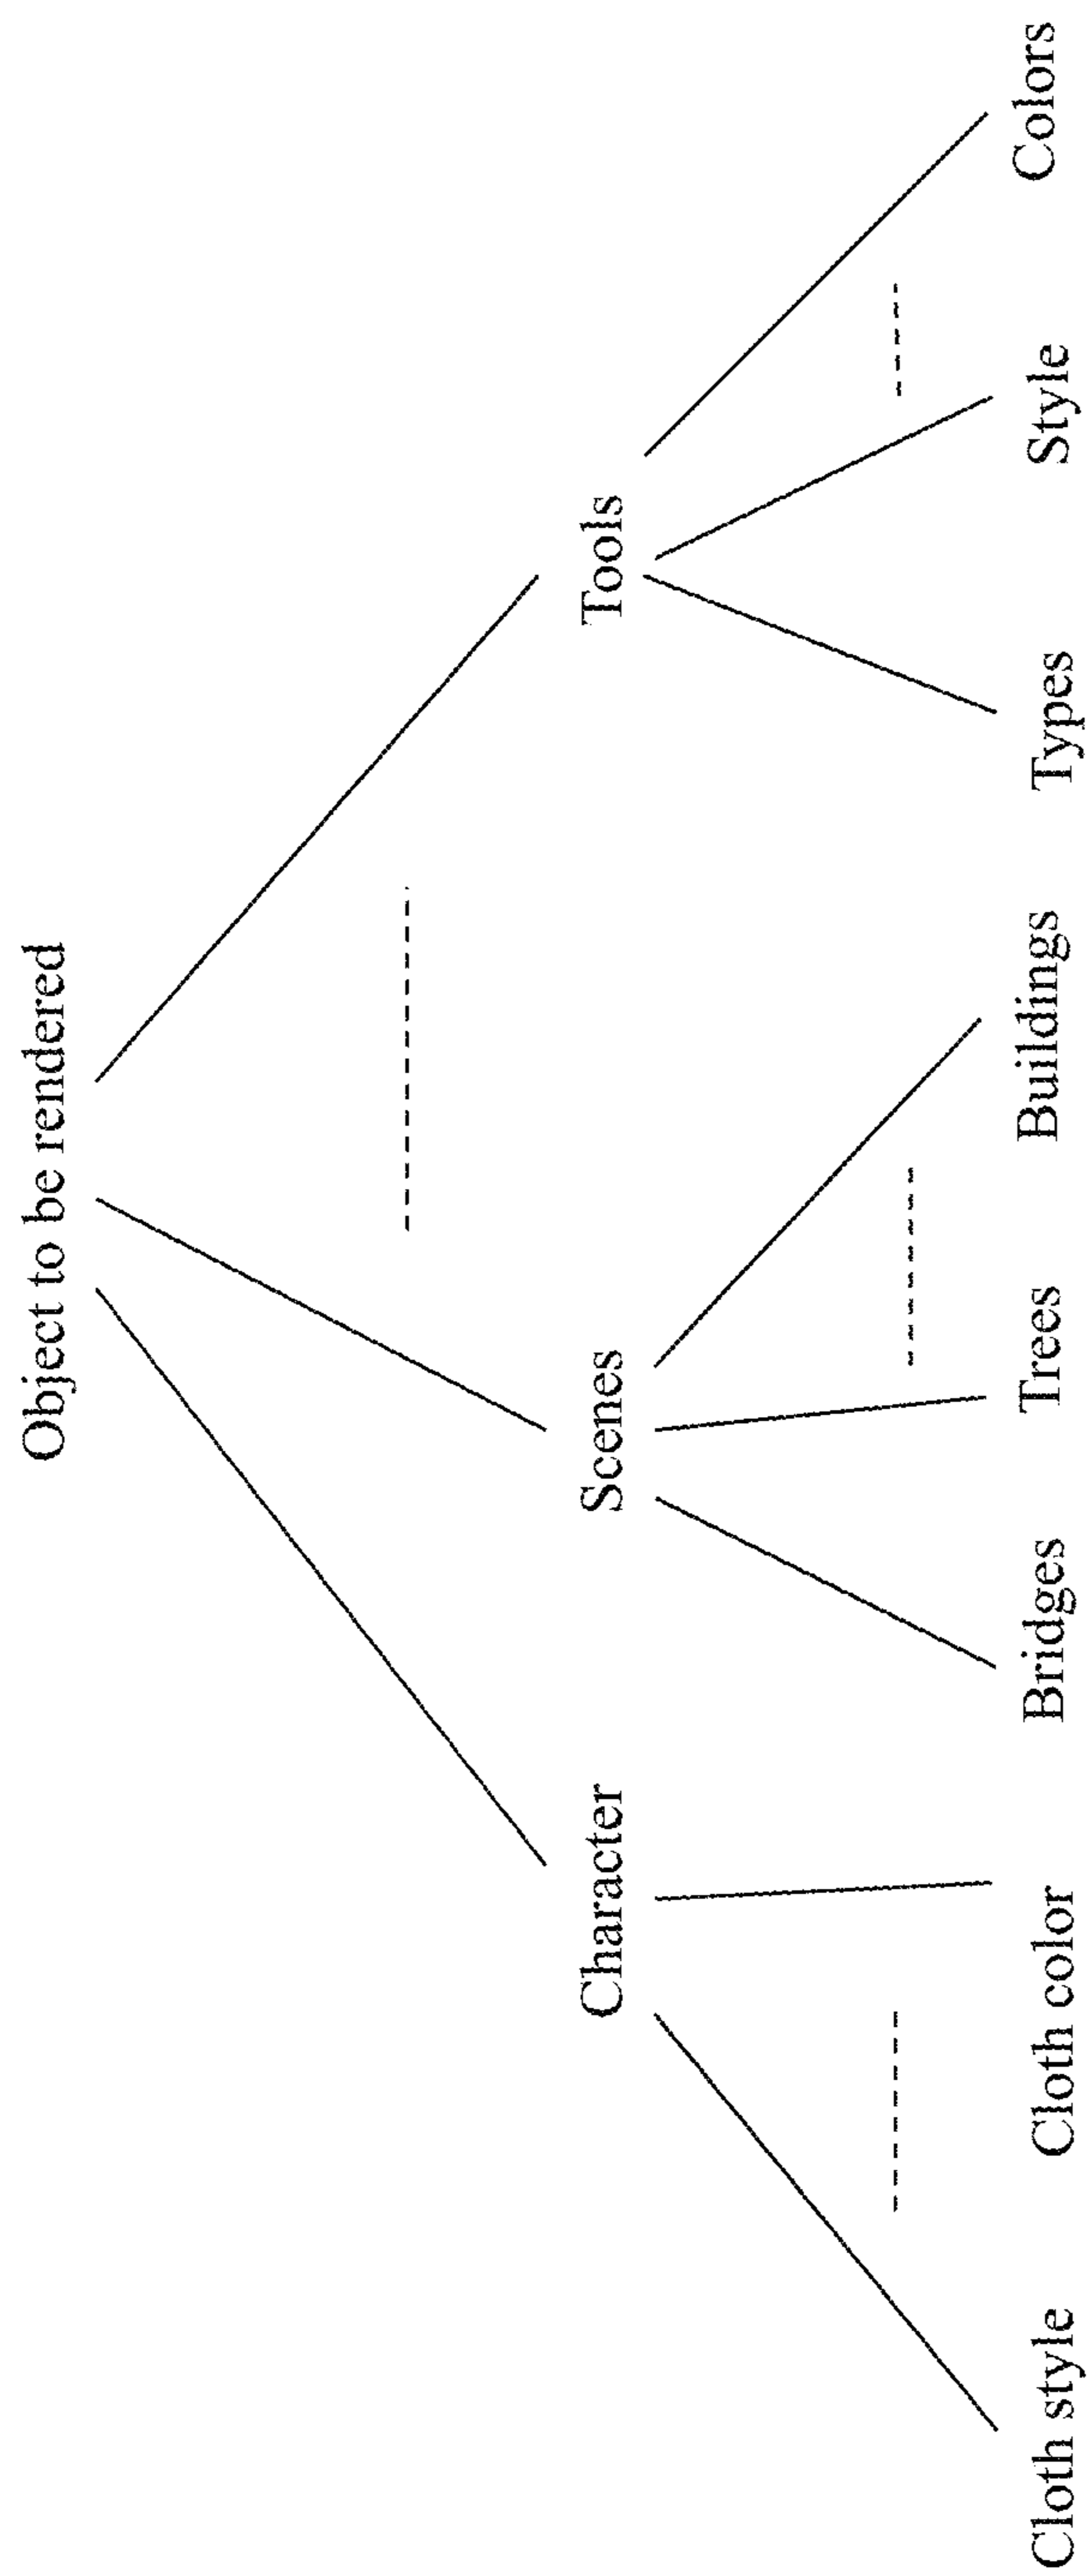 Object to be rendered
Character
Scenes
Tools
Cloth style
Cloth color
Bridges
Trees
Buildings
Types
Style
Colors